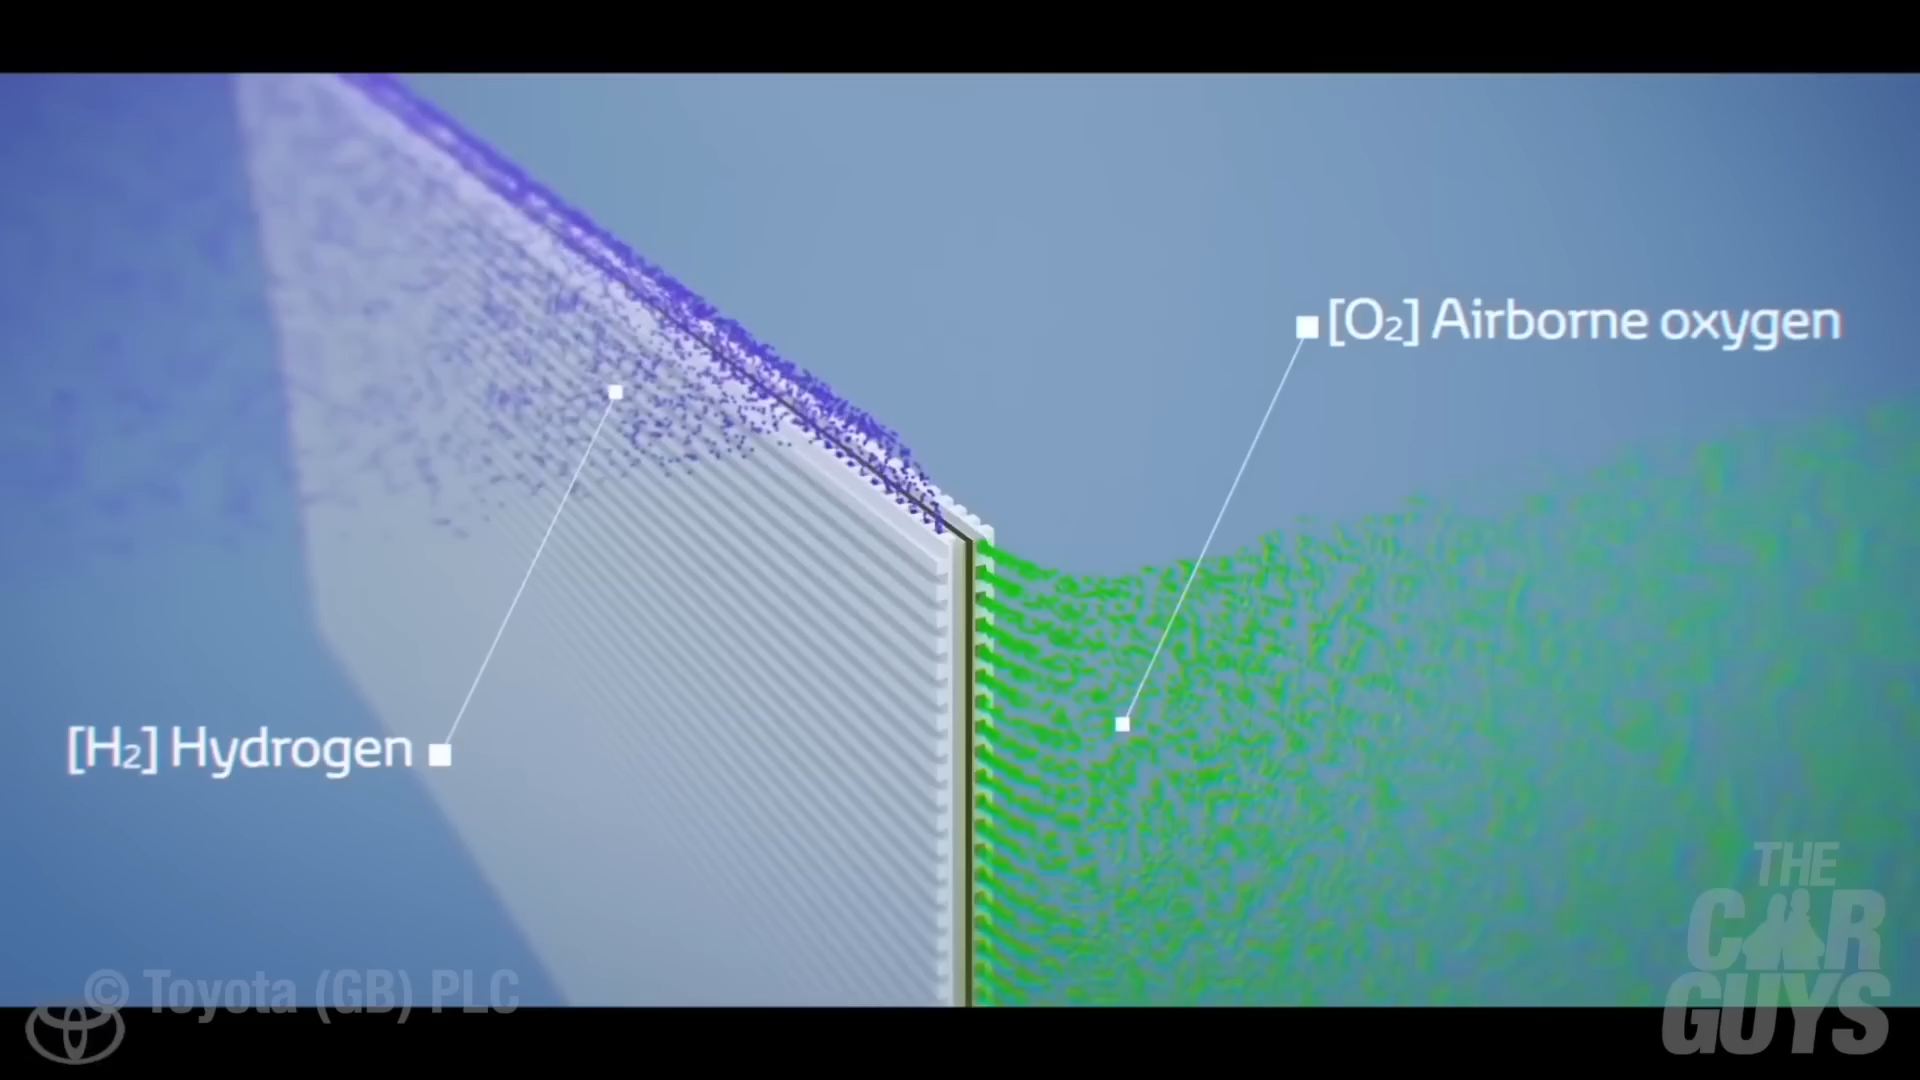 [O₂] Airborne oxygen
[H₂] Hydrogen
© Toyota (GB) PLC
THE
CAR
GUYS